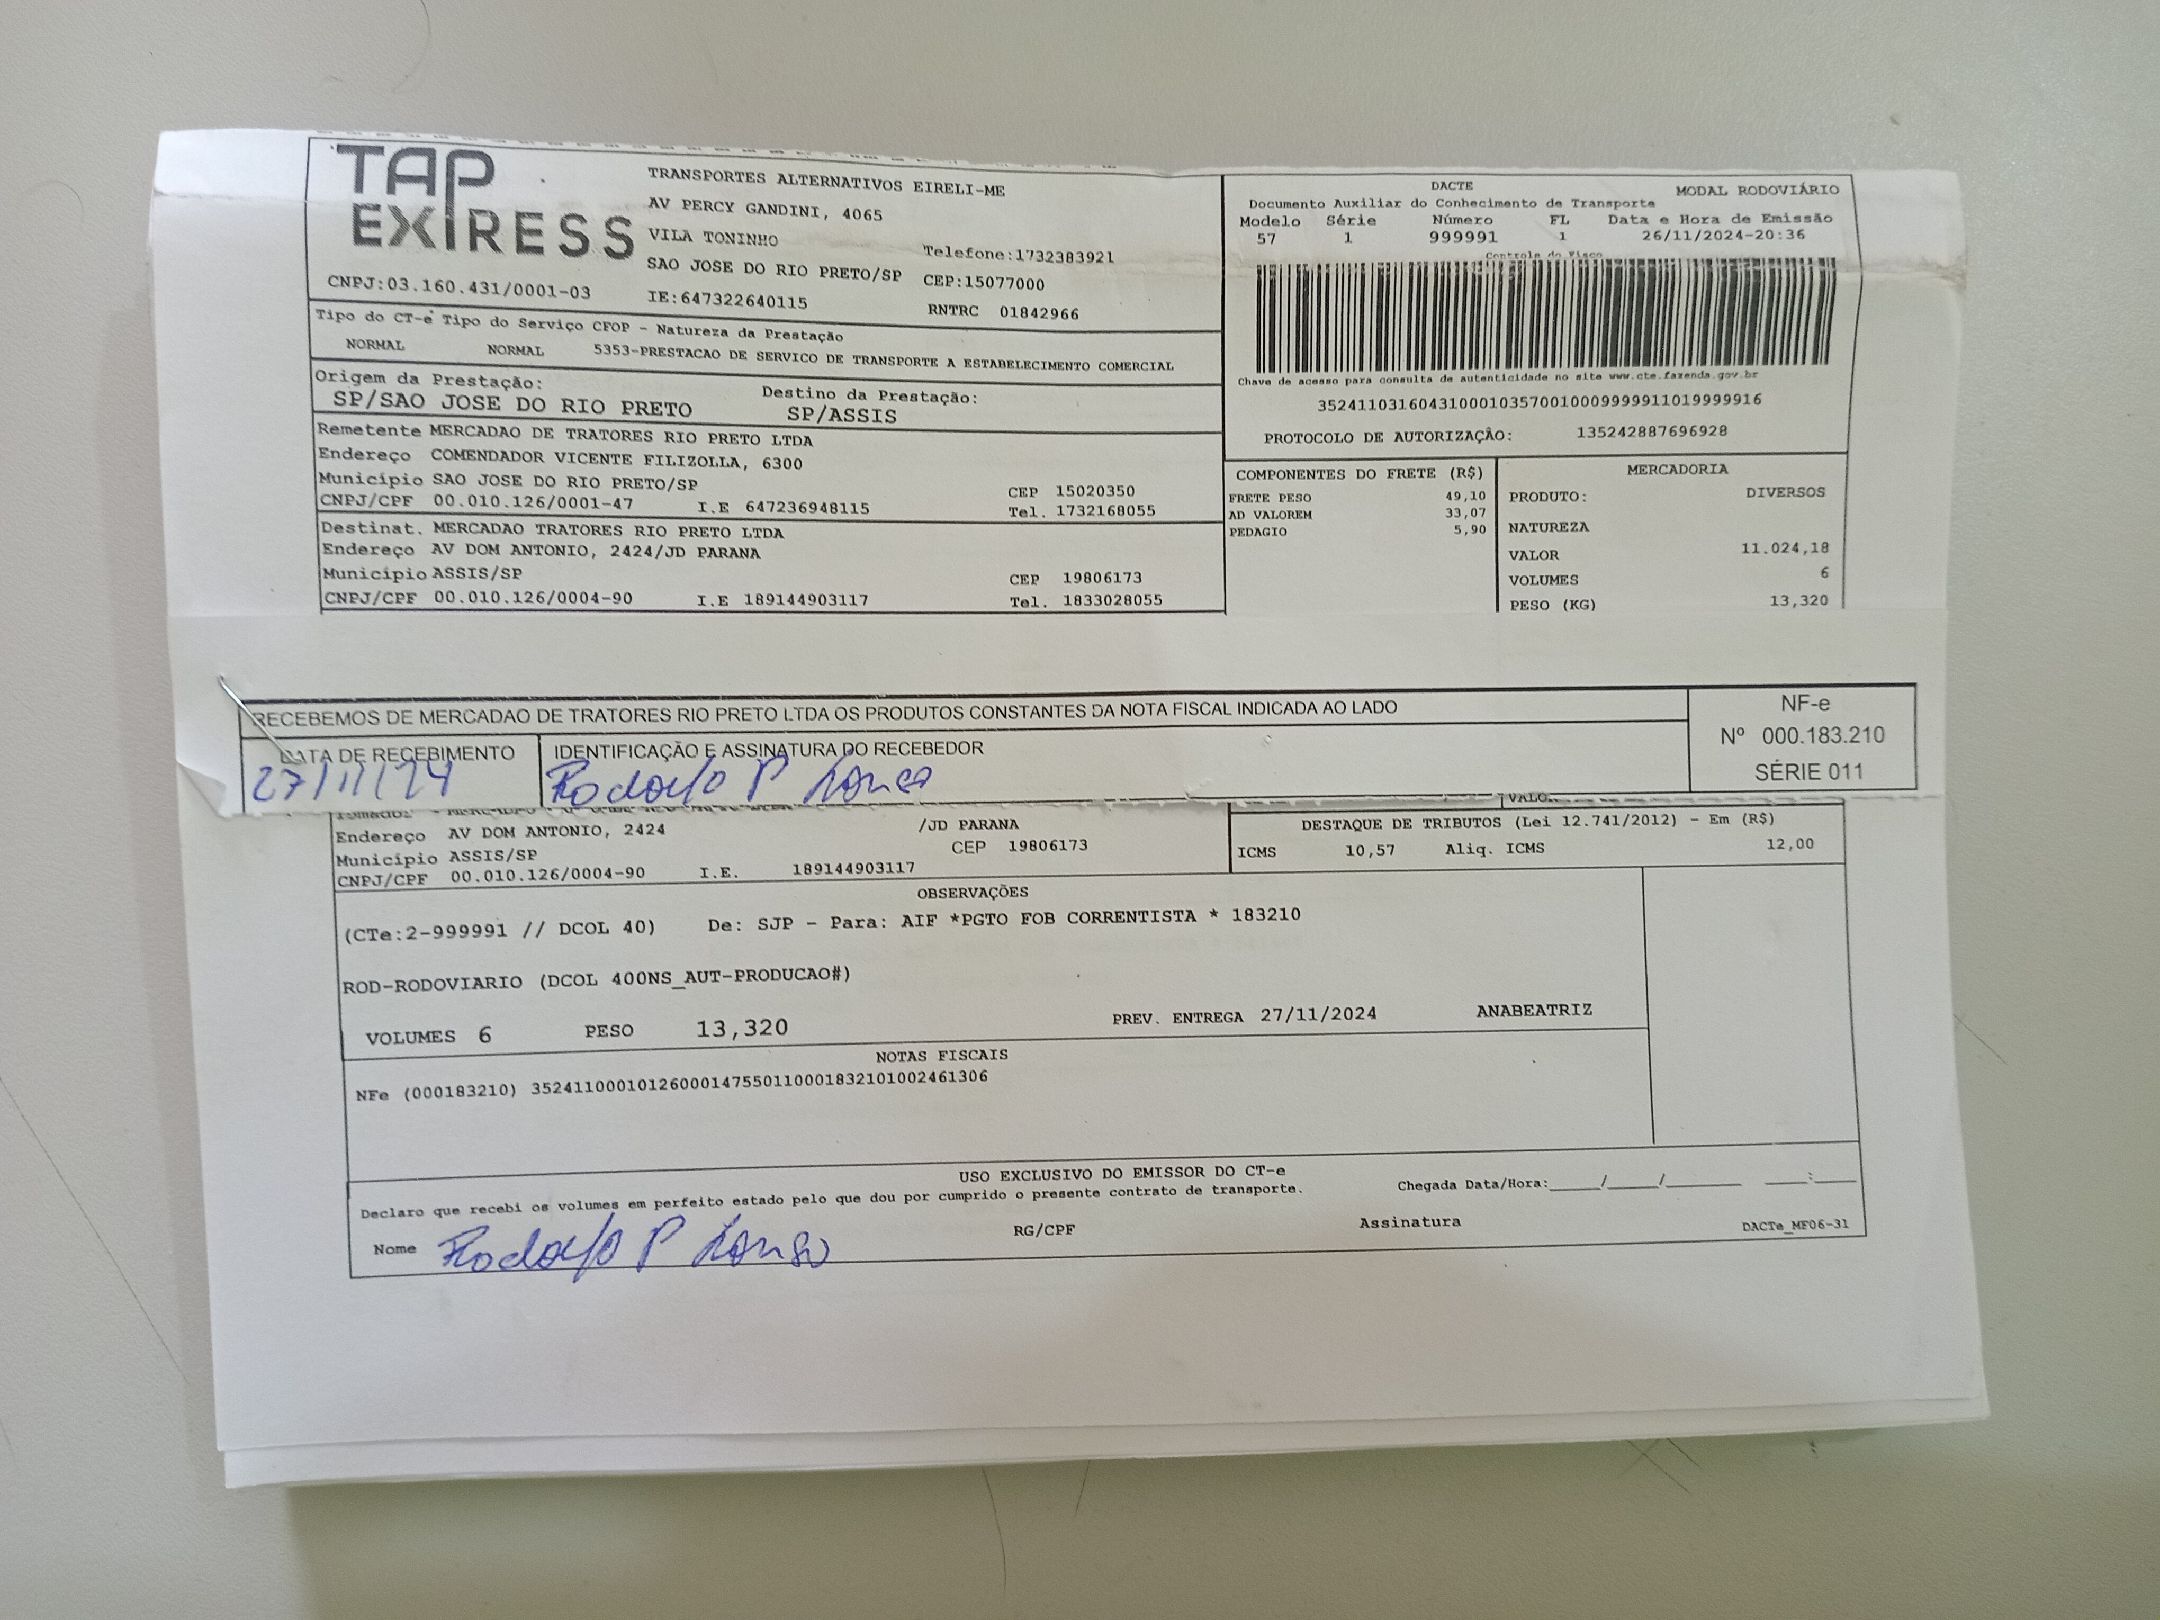 TAP EXIRESS
TRANSPORTES ALTERNATIVOS EIRELI-ME
AV PERCY GANDINI, 4065
VILA TONINHO
Telefone:1732383921
SAO JOSE DO RIO PRETO/SP CEP:15077000
CNPJ:03.160.431/0001-03 IE:647322640115 RNTRC 01842966
DACTE MODAL RODOVIÁRIO
Documento Auxiliar do Conhecimento de Transporte
Modelo Série Número FL Data e Hora de Emissão
57 1 999991 1 26/11/2024-20:36
Controle do Fisco
Chave de acesso para consulta de autenticidade no site www.cte.fazenda.gov.br
35241103160431000103570010009999911019999916
PROTOCOLO DE AUTORIZAÇÂO: 135242887696928
Tipo do CT-e Tipo do Serviço CFOP - Natureza da Prestação
NORMAL NORMAL 5353-PRESTACAO DE SERVICO DE TRANSPORTE A ESTABELECIMENTO COMERCIAL
Origem da Prestação: Destino da Prestação:
SP/SAO JOSE DO RIO PRETO SP/ASSIS
Remetente MERCADAO DE TRATORES RIO PRETO LTDA
Endereço COMENDADOR VICENTE FILIZOLLA, 6300
Município SAO JOSE DO RIO PRETO/SP CEP 15020350
CNPJ/CPF 00.010.126/0001-47 I.E 647236948115 Tel. 1732168055
Destinat. MERCADAO TRATORES RIO PRETO LTDA
Endereço AV DOM ANTONIO, 2424/JD PARANA
Município ASSIS/SP CEP 19806173
CNPJ/CPF 00.010.126/0004-90 I.E 189144903117 Tel. 1833028055
COMPONENTES DO FRETE (R$)
FRETE PESO 49,10
AD VALOREM 33,07
PEDAGIO 5,90
MERCADORIA
PRODUTO: DIVERSOS
NATUREZA
VALOR 11.024,18
VOLUMES 6
PESO (KG) 13,320
RECEBEMOS DE MERCADAO DE TRATORES RIO PRETO LTDA OS PRODUTOS CONSTANTES DA NOTA FISCAL INDICADA AO LADO
DATA DE RECEBIMENTO IDENTIFICAÇÃO E ASSINATURA DO RECEBEDOR
27/11/24 Rodolfo P
NF-e
Nº 000.183.210
SÉRIE 011
VALOR
Endereço AV DOM ANTONIO, 2424 /JD PARANA
Município ASSIS/SP CEP 19806173
CNPJ/CPF 00.010.126/0004-90 I.E. 189144903117
DESTAQUE DE TRIBUTOS (Lei 12.741/2012) - Em (R$)
ICMS 10,57 Aliq. ICMS 12,00
OBSERVAÇÕES
(CTe:2-999991 // DCOL 40) De: SJP - Para: AIF *PGTO FOB CORRENTISTA * 183210
ROD-RODOVIARIO (DCOL 400NS_AUT-PRODUCAO#)
VOLUMES 6 PESO 13,320 PREV. ENTREGA 27/11/2024 ANABEATRIZ
NOTAS FISCAIS
NFe (000183210) 35241100010126000147550110001832101002461306
USO EXCLUSIVO DO EMISSOR DO CT-e
Declaro que recebi os volumes em perfeito estado pelo que dou por cumprido o presente contrato de transporte.
Chegada Data/Hora:_____/_____/________ ____:____
Nome Rodolfo P RG/CPF Assinatura DACTe_MF06-31